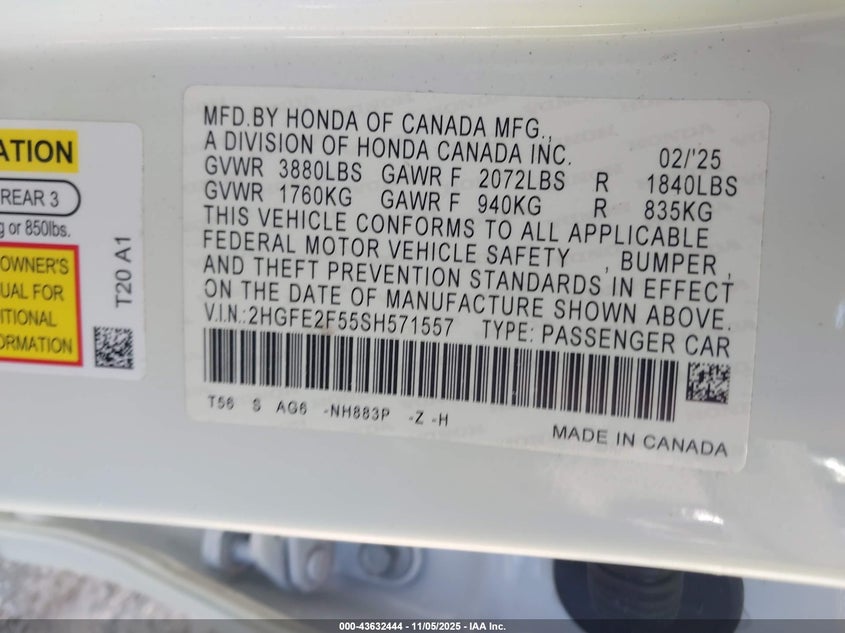 ATION
REAR 3
g or 850lbs.
OWNER'S
UAL FOR
ITIONAL
ORMATION
T20 A1
MFD.BY HONDA OF CANADA MFG.,
A DIVISION OF HONDA CANADA INC. 02/'25
GVWR 3880LBS GAWR F 2072LBS R 1840LBS
GVWR 1760KG GAWR F 940KG R 835KG
THIS VEHICLE CONFORMS TO ALL APPLICABLE
FEDERAL MOTOR VEHICLE SAFETY , BUMPER ,
AND THEFT PREVENTION STANDARDS IN EFFECT
ON THE DATE OF MANUFACTURE SHOWN ABOVE.
V.I.N.:2HGFE2F55SH571557 TYPE: PASSENGER CAR
T56 S AG6 -NH883P -Z -H
MADE IN CANADA
000-43632444 - 11/05/2025 - IAA Inc.